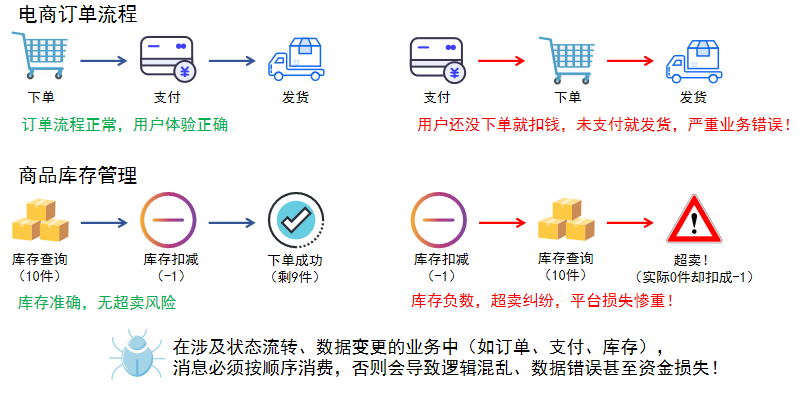 电商订单流程
下单 支付 发货 支付 下单 发货
订单流程正常，用户体验正确 用户还没下单就扣钱，未支付就发货，严重业务错误！
商品库存管理
库存查询 库存扣减 下单成功 库存扣减 库存查询 超卖！
（10件） （-1） （剩9件） （-1） （10件） （实际0件却扣成-1）
库存准确，无超卖风险 库存负数，超卖纠纷，平台损失惨重！
在涉及状态流转、数据变更的业务中（如订单、支付、库存），
消息必须按顺序消费，否则会导致逻辑混乱、数据错误甚至资金损失！